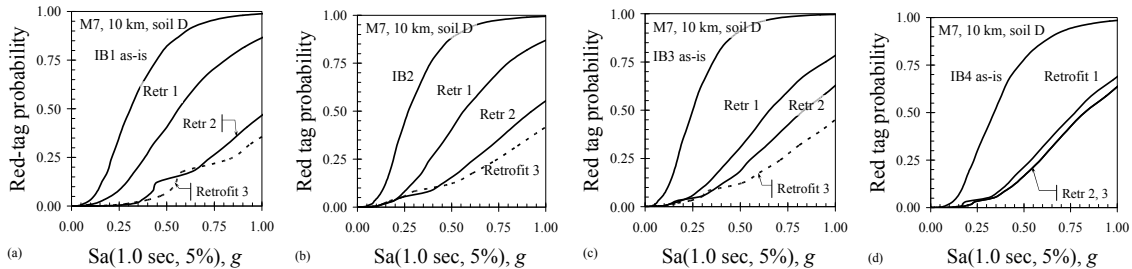 (a)
Red-tag probability
1.00
0.75
0.50
0.25
0.00
M7, 10 km, soil D
IB1 as-is
Retr 1
Retr 2
Retrofit 3
0.00 0.25 0.50 0.75 1.00
Sa(1.0 sec, 5%), g
(b)
Red tag probability
1.00
0.75
0.50
0.25
0.00
M7, 10 km, soil D
IB2
Retr 1
Retr 2
Retrofit 3
0.00 0.25 0.50 0.75 1.00
Sa(1.0 sec, 5%), g
(c)
Red tag probability
1.00
0.75
0.50
0.25
0.00
M7, 10 km, soil D
IB3 as-is
Retr 1
Retr 2
Retrofit 3
0.00 0.25 0.50 0.75 1.00
Sa(1.0 sec, 5%), g
(d)
Red tag probability
1.00
0.75
0.50
0.25
0.00
M7, 10 km, soil D
IB4 as-is
Retrofit 1
Retr 2, 3
0.00 0.25 0.50 0.75 1.00
Sa(1.0 sec, 5%), g